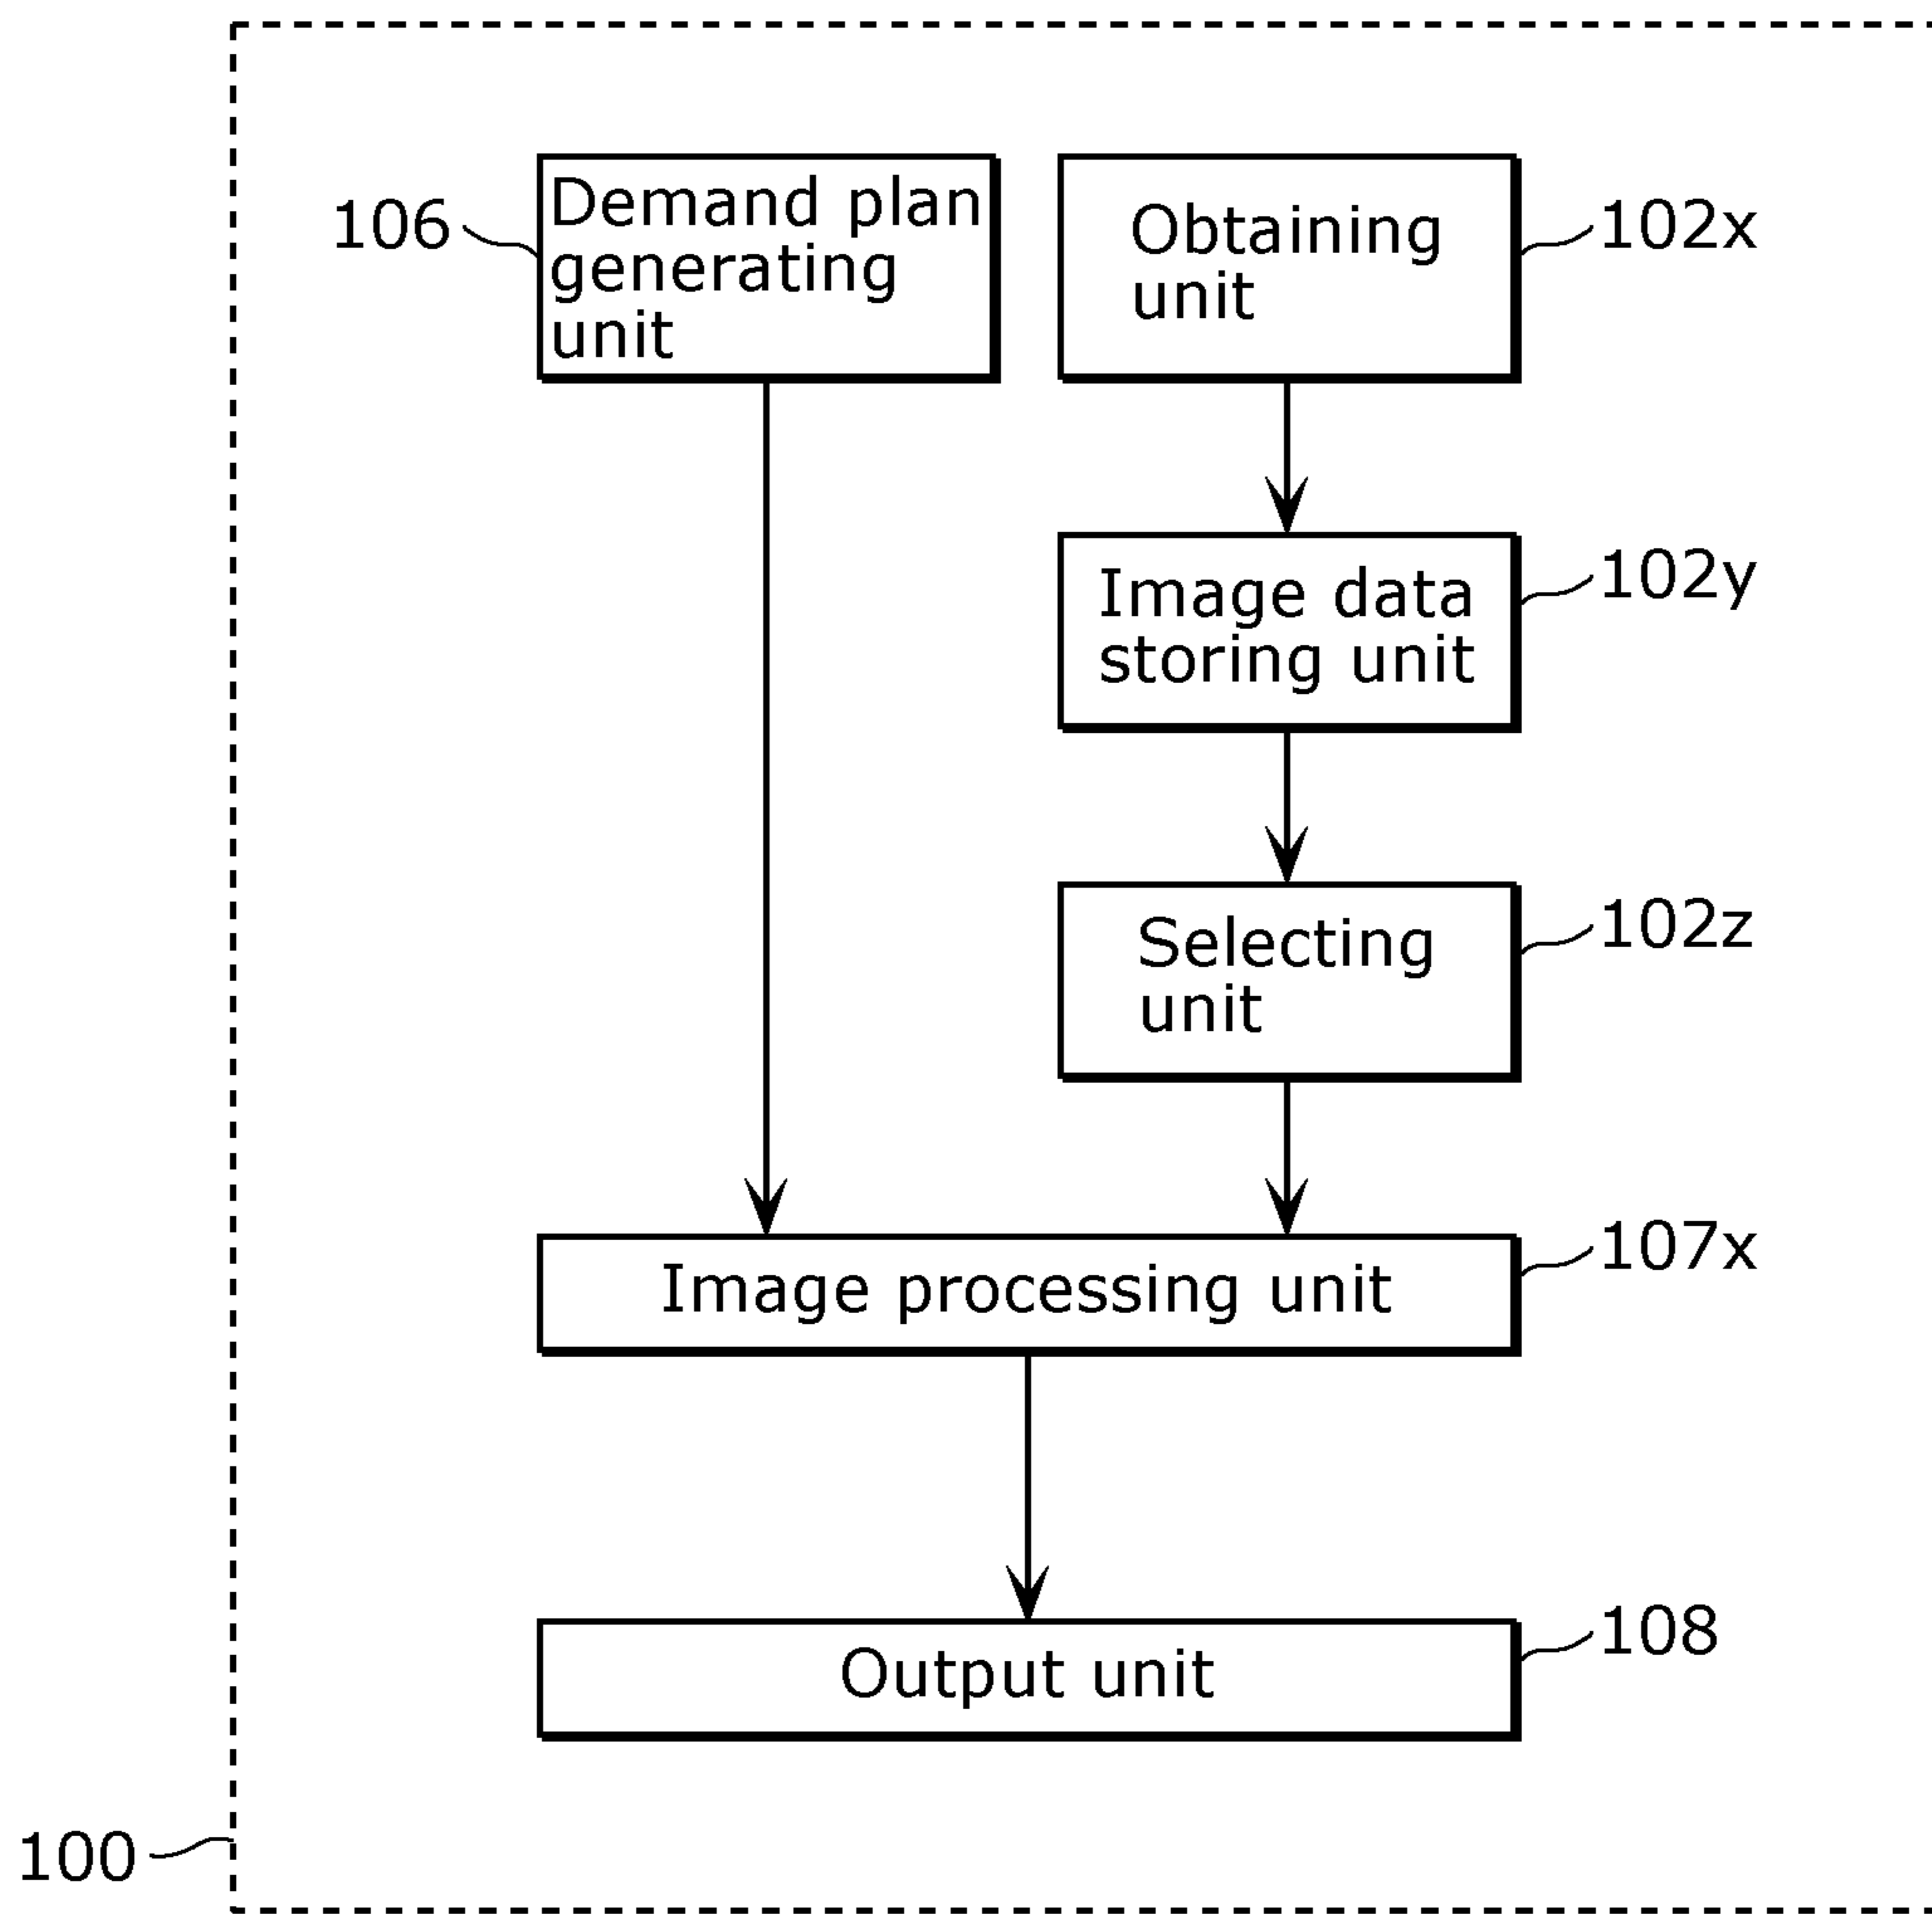 106
Demand plan
generating
unit
Obtaining
unit
102x
Image data
storing unit
102y
Selecting
unit
102z
Image processing unit
107x
Output unit
108
100